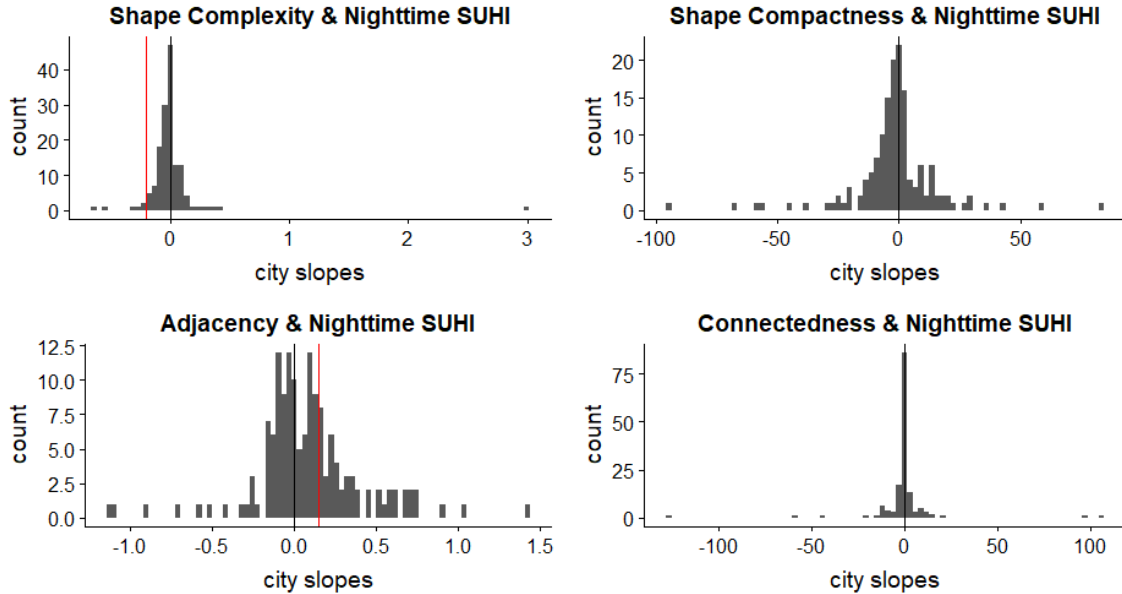 Shape Complexity & Nighttime SUHI
count
40
30
20
10
0
0 1 2 3
city slopes
Shape Compactness & Nighttime SUHI
count
20
15
10
5
0
-100 -50 0 50
city slopes
Adjacency & Nighttime SUHI
count
12.5
10.0
7.5
5.0
2.5
0.0
-1.0 -0.5 0.0 0.5 1.0 1.5
city slopes
Connectedness & Nighttime SUHI
count
75
50
25
0
-100 -50 0 50 100
city slopes